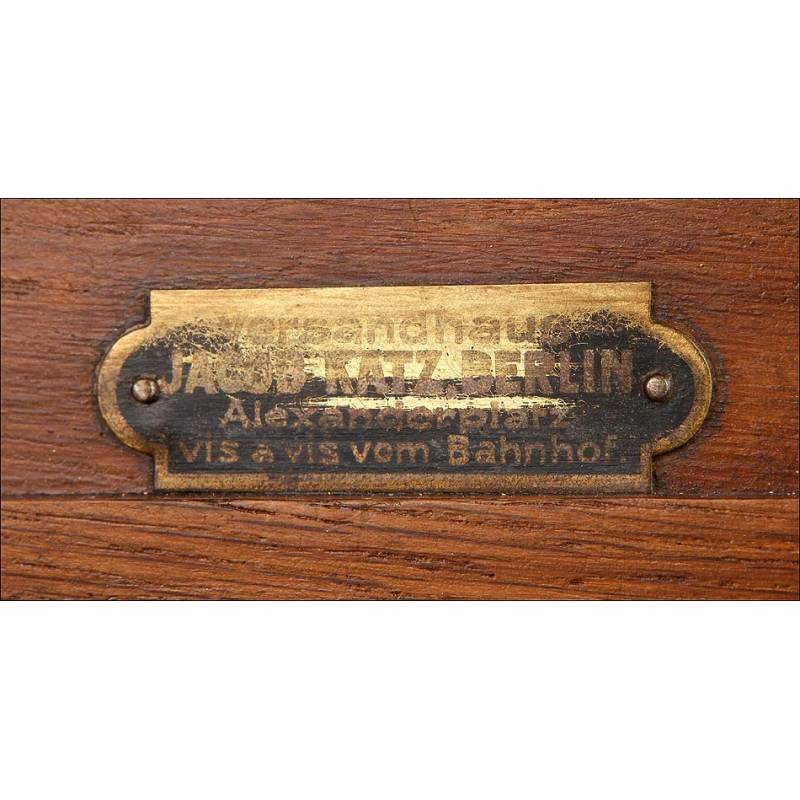 Versandhaus
JACOB KATZ, BERLIN
Alexanderplatz
vis a vis vom Bahnhof.